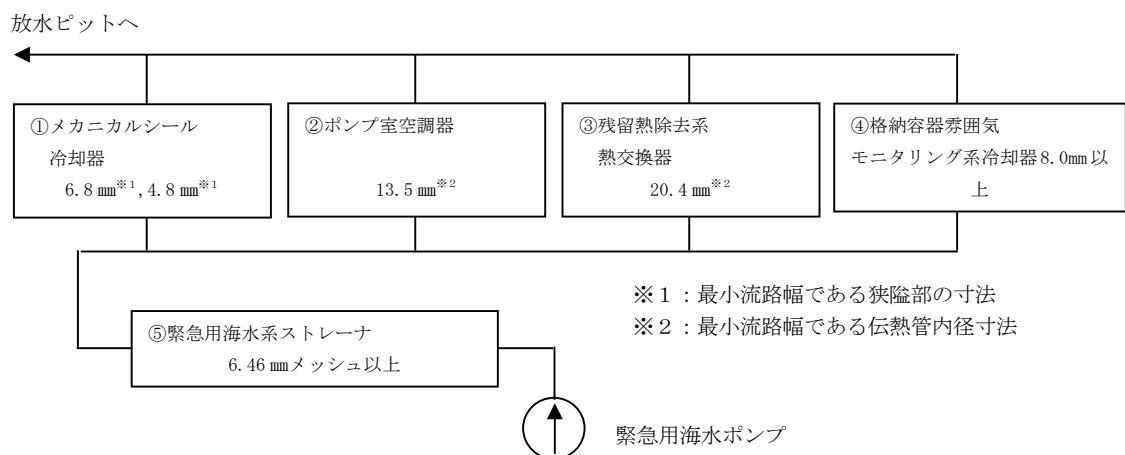 放水ピットへ
①メカニカルシール
冷却器
6.8 ㎜※1,4.8 ㎜※1
②ポンプ室空調器
13.5 ㎜※2
③残留熱除去系
熱交換器
20.4 ㎜※2
④格納容器雰囲気
モニタリング系冷却器8.0mm以
上
※１：最小流路幅である狭隘部の寸法
※２：最小流路幅である伝熱管内径寸法
⑤緊急用海水系ストレーナ
6.46 ㎜メッシュ以上
緊急用海水ポンプ